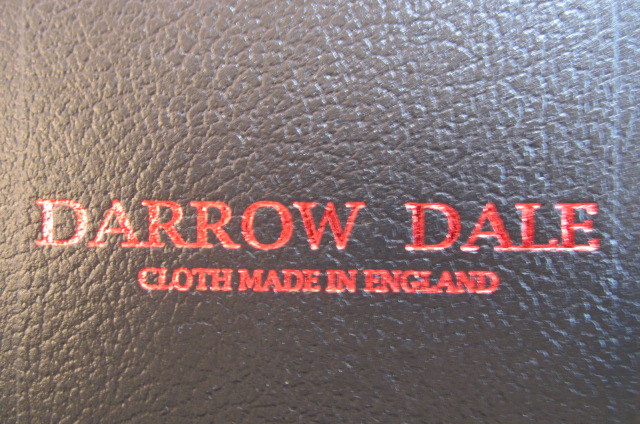 DARROW DALE
CLOTH MADE IN ENGLAND